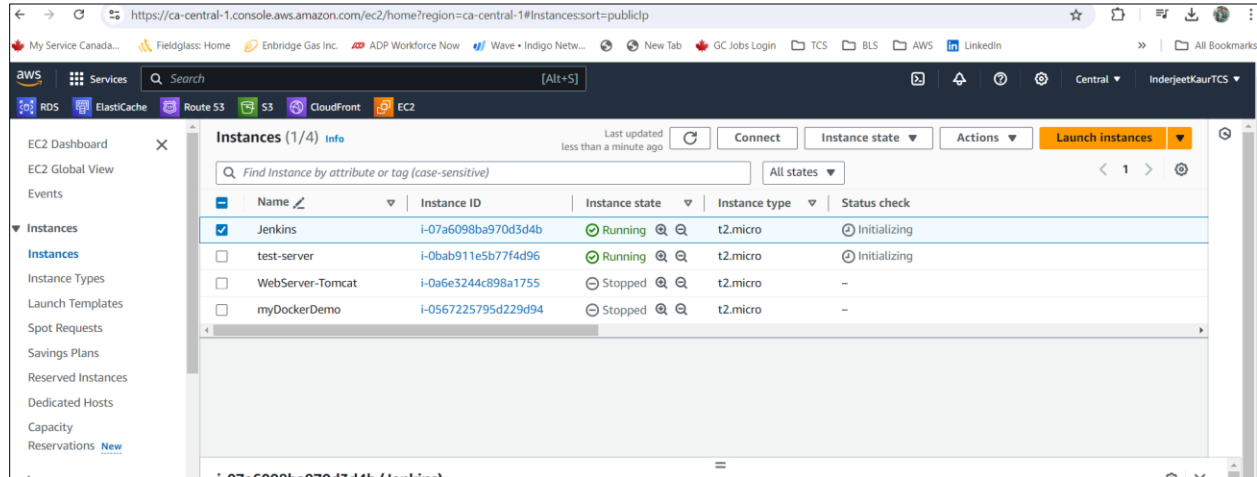 https://ca-central-1.console.aws.amazon.com/ec2/home?region=ca-central-1#Instances:sort=publicIp
My Service Canada... Fieldglass: Home Enbridge Gas Inc. ADP ADP Workforce Now Wave • Indigo Netw... New Tab GC Jobs Login TCS BLS AWS in LinkedIn » All Bookmarks
aws Services Search [Alt+S] Central ▼ InderjeetKaurTCS ▼
RDS ElastiCache Route 53 S3 CloudFront EC2
EC2 Dashboard
EC2 Global View
Events
Instances
Instances
Instance Types
Launch Templates
Spot Requests
Savings Plans
Reserved Instances
Dedicated Hosts
Capacity
Reservations New
Instances (1/4) Info
Last updated
less than a minute ago
Connect Instance state ▼ Actions ▼ Launch instances ▼
Find Instance by attribute or tag (case-sensitive) All states ▼ < 1 >
Name Instance ID Instance state Instance type Status check
Jenkins i-07a6098ba970d3d4b Running t2.micro Initializing
test-server i-0bab911e5b77f4d96 Running t2.micro Initializing
WebServer-Tomcat i-0a6e3244c898a1755 Stopped t2.micro –
myDockerDemo i-0567225795d229d94 Stopped t2.micro –
i-07a6098ba970d3d4b (Jenkins)